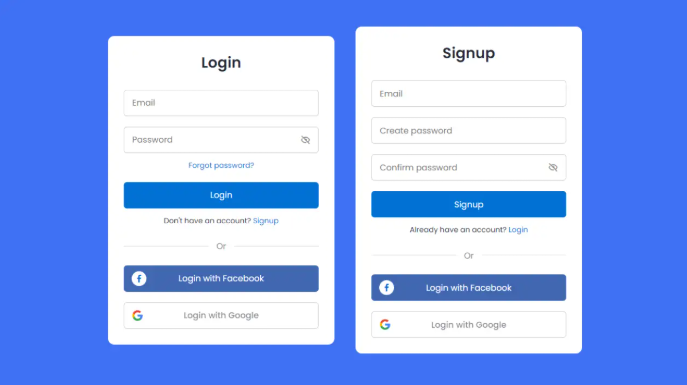 Login
Email
Password
Forgot password?
Login
Don't have an account? Signup
Or
Login with Facebook
Login with Google
Signup
Email
Create password
Confirm password
Signup
Already have an account? Login
Or
Login with Facebook
Login with Google